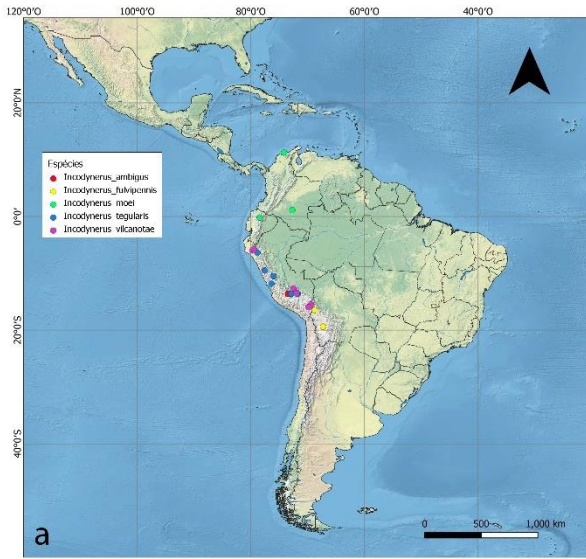 120°0'W 100°0'W 80°0'W 60°0'W 40°0'W
20°0'N
0°0'
20°0'S
40°0'S
Espécies
Incodynerus_ambigus
Incodynerus_fulvipennis
Incodynerus moei
Incodynerus tegularis
Incodynerus vilcanotae
a
0 500 1,000 km